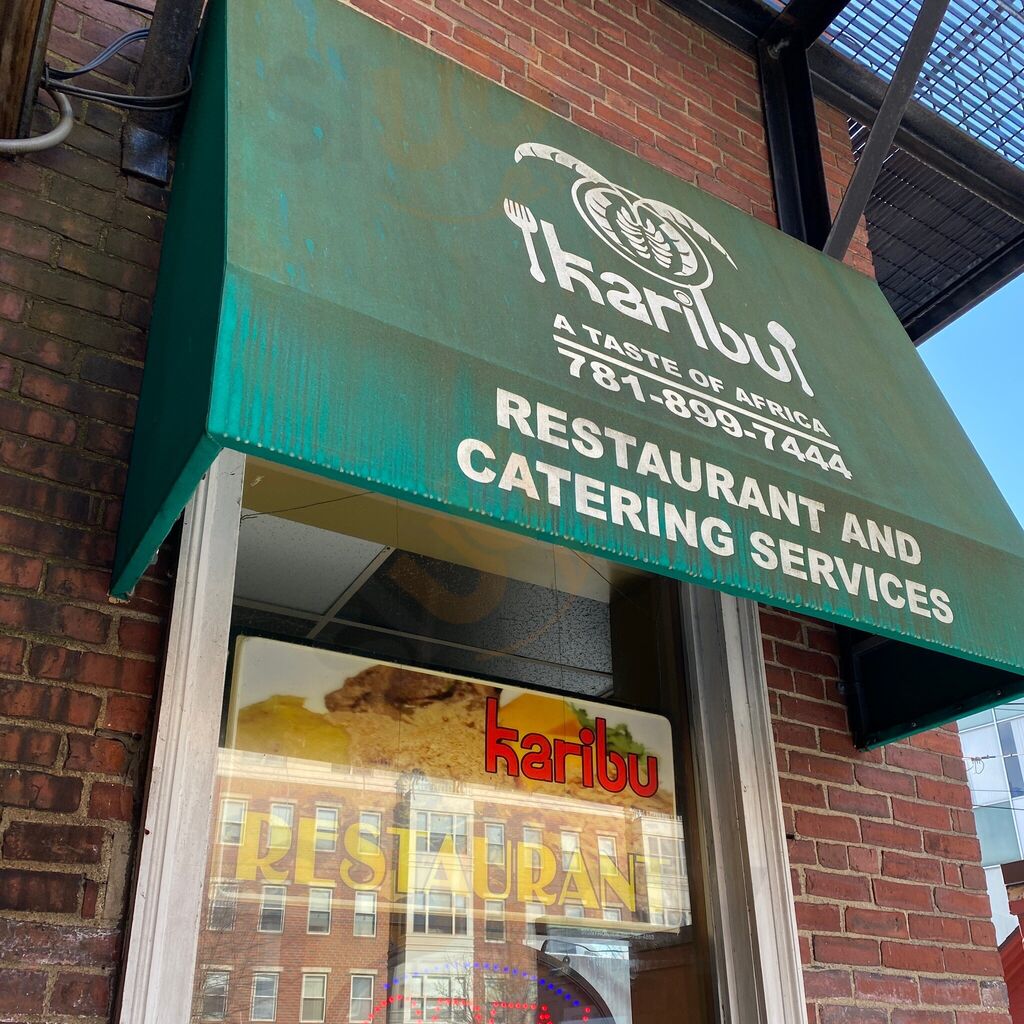 karibu
A TASTE OF AFRICA
781-899-7444
RESTAURANT AND
CATERING SERVICES
karibu
RESTAURANT